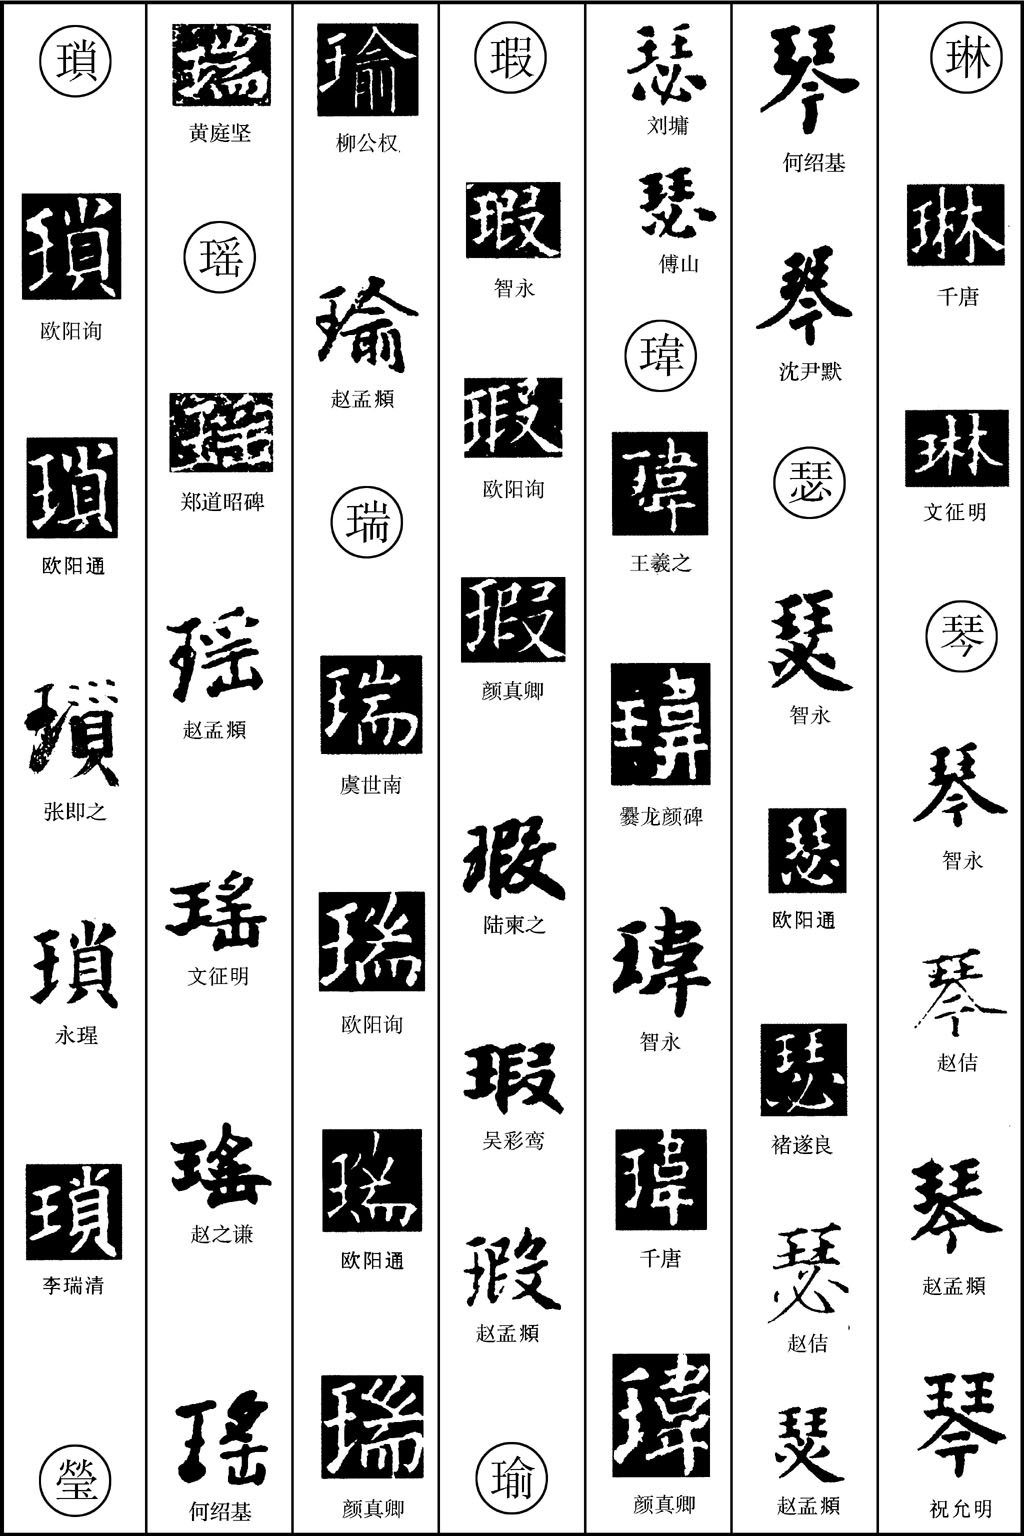 琳
琳
千唐
琳
文征明
琴
琴
智永
琴
赵佶
琴
赵孟頫
琴
祝允明
琴
何绍基
琴
沈尹默
瑟
瑟
智永
瑟
欧阳通
瑟
褚遂良
瑟
赵佶
瑟
赵孟頫
瑟
刘墉
瑟
傅山
瑋
瑋
王羲之
瑋
爨龙颜碑
瑋
智永
瑋
千唐
瑋
颜真卿
瑕
瑕
智永
瑕
欧阳询
瑕
颜真卿
瑕
陆柬之
瑕
吴彩鸾
瑕
赵孟頫
瑜
瑜
柳公权
瑜
赵孟頫
瑞
瑞
虞世南
瑞
欧阳询
瑞
欧阳通
瑞
颜真卿
瑞
黄庭坚
瑶
瑶
郑道昭碑
瑶
赵孟頫
瑶
文征明
瑶
赵之谦
瑶
何绍基
瑣
瑣
欧阳询
瑣
欧阳通
瑣
张即之
瑣
永瑆
瑣
李瑞清
瑩